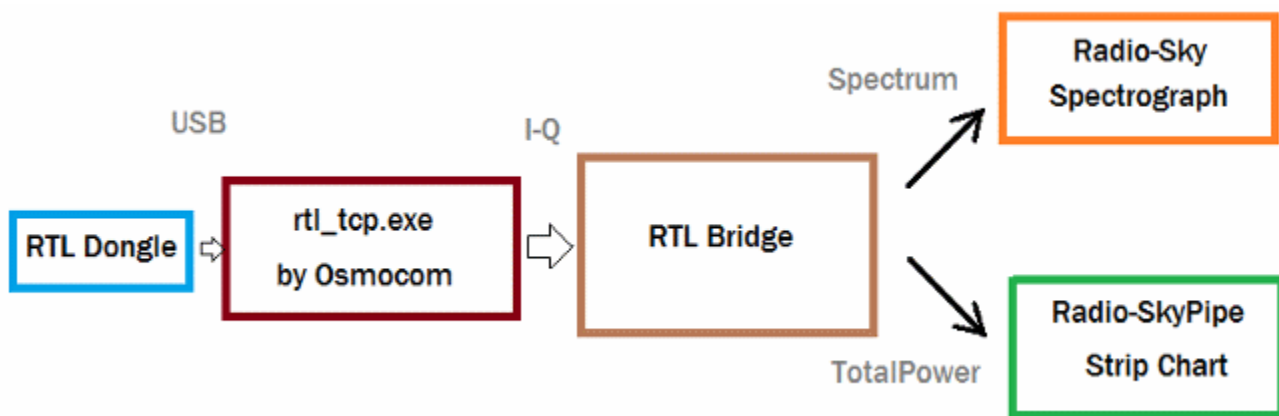 USB
RTL Dongle
rtl_tcp.exe
by Osmocom
I-Q
RTL Bridge
Spectrum
Radio-Sky
Spectrograph
TotalPower
Radio-SkyPipe
Strip Chart